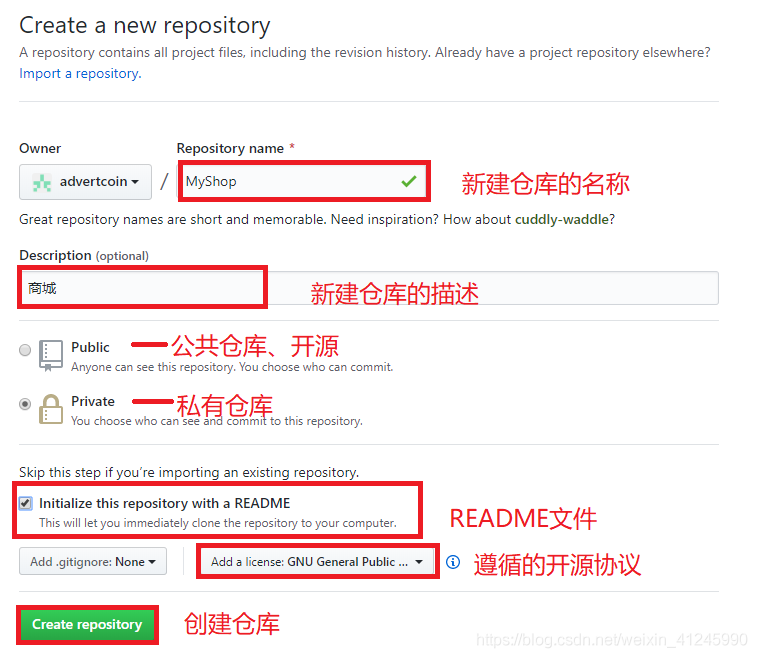 Create a new repository
A repository contains all project files, including the revision history. Already have a project repository elsewhere?
Import a repository.
Owner
Repository name *
advertcoin
/
MyShop
新建仓库的名称
Great repository names are short and memorable. Need inspiration? How about cuddly-waddle?
Description (optional)
商城
新建仓库的描述
Public
公共仓库、开源
Anyone can see this repository. You choose who can commit.
Private
私有仓库
You choose who can see and commit to this repository.
Skip this step if you're importing an existing repository.
Initialize this repository with a README
This will let you immediately clone the repository to your computer.
README文件
Add .gitignore: None
Add a license: GNU General Public ...
遵循的开源协议
Create repository
创建仓库
https://blog.csdn.net/weixin_41245990